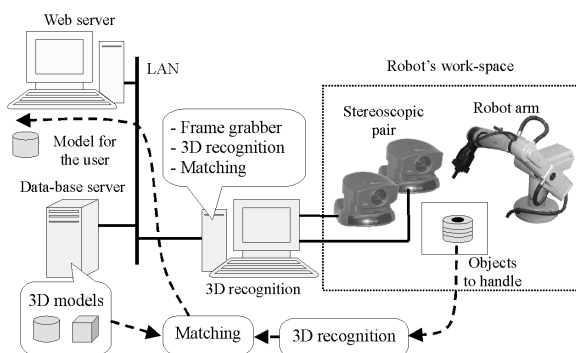 Web server
LAN
Robot's work-space
Stereoscopic
pair
Robot arm
- Frame grabber
- 3D recognition
- Matching
Model for
the user
Data-base server
3D recognition
Objects
to handle
3D models
Matching
3D recognition